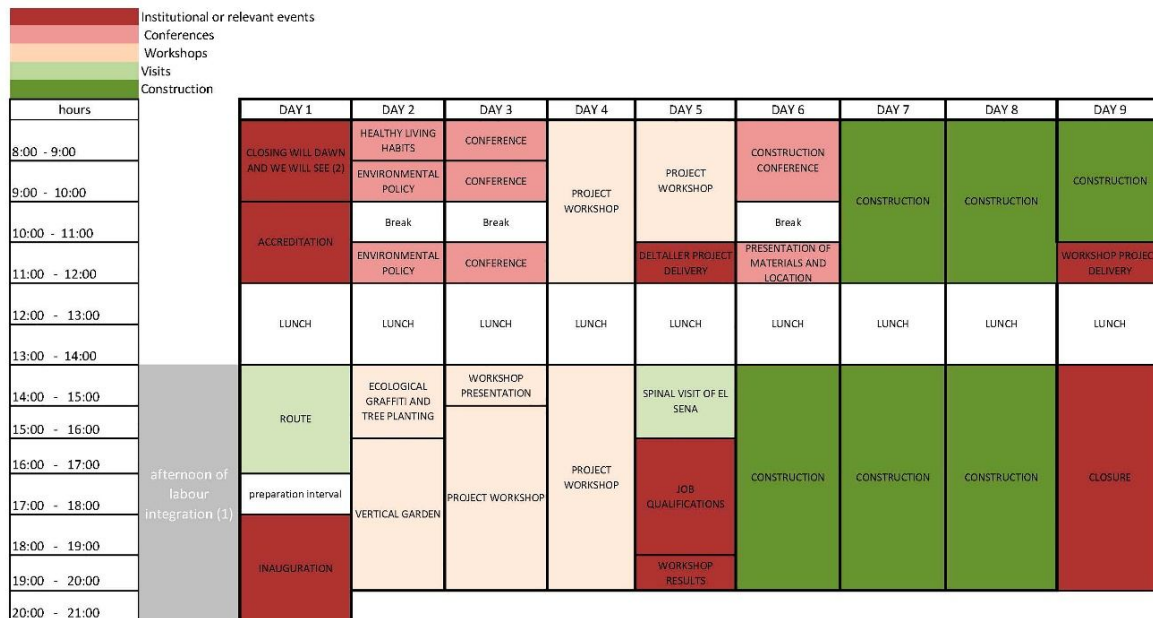 Institutional or relevant events
Conferences
Workshops
Visits
Construction
hours
DAY 1
DAY 2
DAY 3
DAY 4
DAY 5
DAY 6
DAY 7
DAY 8
DAY 9
8:00 - 9:00
9:00 - 10:00
10:00 - 11:00
11:00 - 12:00
12:00 - 13:00
13:00 - 14:00
14:00 - 15:00
15:00 - 16:00
16:00 - 17:00
17:00 - 18:00
18:00 - 19:00
19:00 - 20:00
20:00 - 21:00
afternoon of
labour
integration (1)
CLOSING WILL DAWN
AND WE WILL SEE (2)
ACCREDITATION
LUNCH
ROUTE
preparation interval
INAUGURATION
HEALTHY LIVING
HABITS
ENVIRONMENTAL
POLICY
Break
ENVIRONMENTAL
POLICY
LUNCH
ECOLOGICAL
GRAFFITI AND
TREE PLANTING
VERTICAL GARDEN
CONFERENCE
CONFERENCE
Break
CONFERENCE
LUNCH
WORKSHOP
PRESENTATION
PROJECT WORKSHOP
PROJECT
WORKSHOP
LUNCH
PROJECT
WORKSHOP
PROJECT
WORKSHOP
DELTALLER PROJECT
DELIVERY
LUNCH
SPINAL VISIT OF EL
SENA
JOB
QUALIFICATIONS
WORKSHOP
RESULTS
CONSTRUCTION
CONFERENCE
Break
PRESENTATION OF
MATERIALS AND
LOCATION
LUNCH
CONSTRUCTION
CONSTRUCTION
LUNCH
CONSTRUCTION
CONSTRUCTION
LUNCH
CONSTRUCTION
CONSTRUCTION
WORKSHOP PROJECT
DELIVERY
LUNCH
CLOSURE